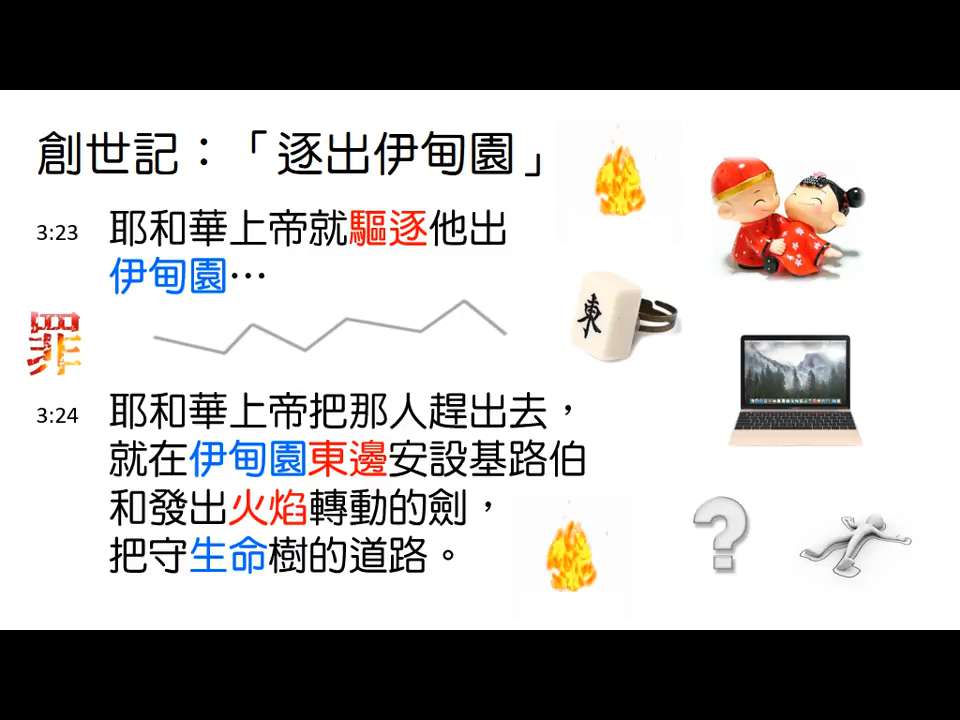 創世記：「逐出伊甸園」
3:23 耶和華上帝就驅逐他出
伊甸園…
罪
東
3:24 耶和華上帝把那人趕出去，
就在伊甸園東邊安設基路伯
和發出火焰轉動的劍，
把守生命樹的道路。
?